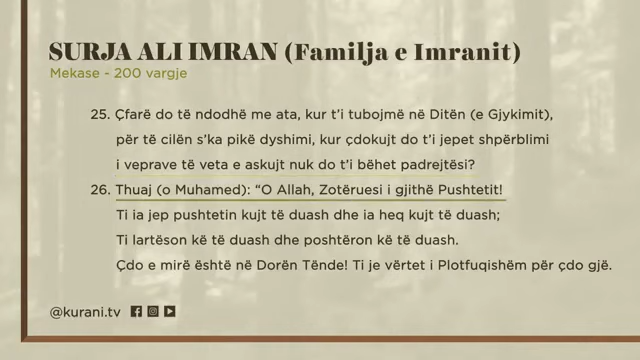 SURJA ALI IMRAN (Familja e Imranit)
Mekase - 200 vargje
25. Çfarë do të ndodhë me ata, kur t'i tubojmë në Ditën (e Gjykimit),
për të cilën s'ka pikë dyshimi, kur çdokujt do t'i jepet shpërblimi
i veprave të veta e askujt nuk do t'i bëhet padrejtësi?
26. Thuaj (o Muhamed): "O Allah, Zotëruesi i gjithë Pushtetit!
Ti ia jep pushtetin kujt të duash dhe ia heq kujt të duash;
Ti lartëson kë të duash dhe poshtëron kë të duash.
Çdo e mirë është në Dorën Tënde! Ti je vërtet i Plotfuqishëm për çdo gjë.
@kurani.tv